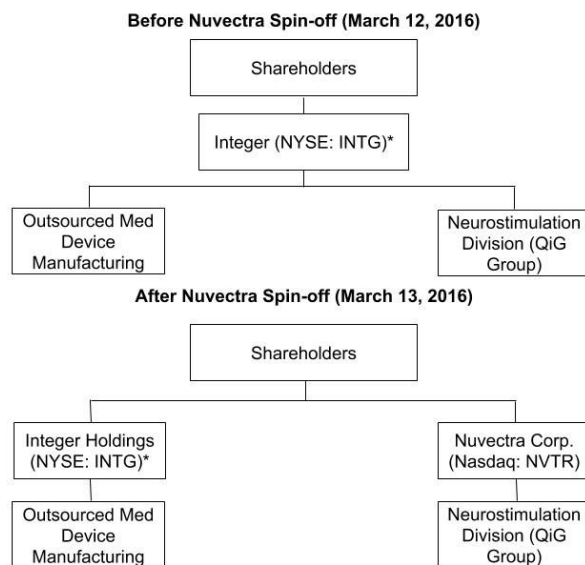 Before Nuvectra Spin-off (March 12, 2016)
Shareholders
Integer (NYSE: INTG)*
Outsourced Med
Device
Manufacturing
Neurostimulation
Division (QiG
Group)
After Nuvectra Spin-off (March 13, 2016)
Shareholders
Integer Holdings
(NYSE: INTG)*
Nuvectra Corp.
(Nasdaq: NVTR)
Outsourced Med
Device
Manufacturing
Neurostimulation
Division (QiG
Group)